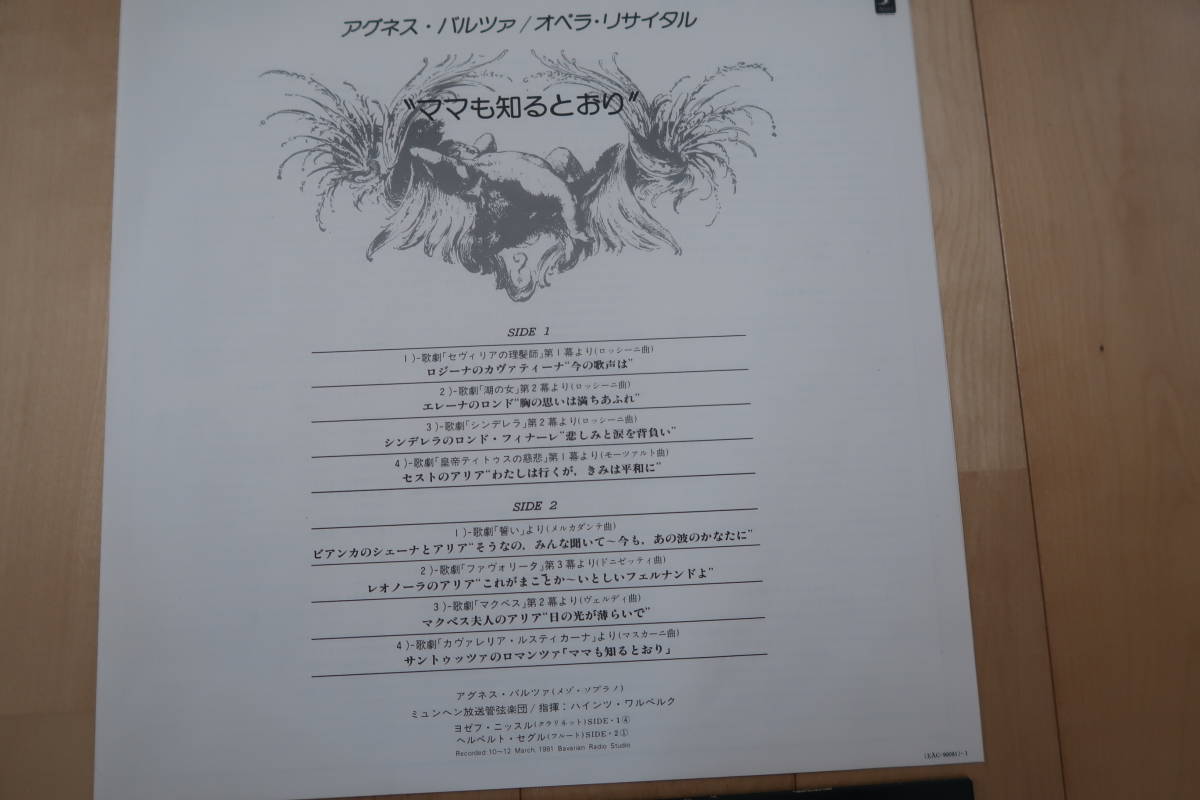 アグネス・バルツァ/オペラ・リサイタル
"ママも知るとおり"
SIDE 1
1)-歌劇「セヴィリアの理髪師」第1幕より(ロッシーニ曲)
ロジーナのカヴァティーナ"今の歌声は"
2)-歌劇「湖の女」第2幕より(ロッシーニ曲)
エレーナのロンド"胸の思いは満ちあふれ"
3)-歌劇「シンデレラ」第2幕より(ロッシーニ曲)
シンデレラのロンド・フィナーレ"悲しみと涙を背負い"
4)-歌劇「皇帝ティトゥスの慈悲」第1幕より(モーツァルト曲)
セストのアリア"わたしは行くが，きみは平和に"
SIDE 2
1)-歌劇「誓い」より(メルカダンテ曲)
ビアンカのシェーナとアリア"そうなの，みんな聞いて〜今も，あの波のかなたに"
2)-歌劇「ファヴォリータ」第3幕より(ドニゼッティ曲)
レオノーラのアリア"これがまことか〜いとしいフェルナンドよ"
3)-歌劇「マクベス」第2幕より(ヴェルディ曲)
マクベス夫人のアリア"日の光が薄らいで"
4)-歌劇「カヴァレリア・ルスティカーナ」より(マスカーニ曲)
サントゥッツァのロマンツァ「ママも知るとおり」
アグネス・バルツァ(メゾ・ソプラノ)
ミュンヘン放送管弦楽団/指揮：ハインツ・ワルベルク
ヨゼフ・ニッスル(クラリネット)SIDE・1④
ヘルベルト・セグル(フルート)SIDE・2①
Recorded 10〜12 March, 1981 Bavarian Radio Studio
(EAC-90081)-1